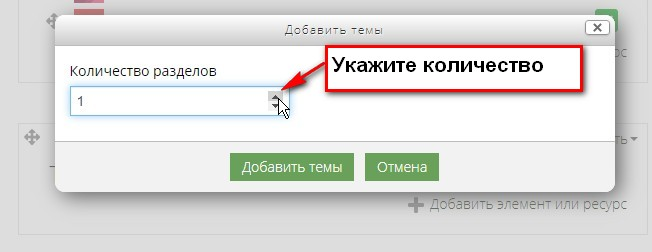 Добавить темы
Количество разделов
Укажите количество
1
Добавить темы
Отмена
Добавить элемент или ресурс